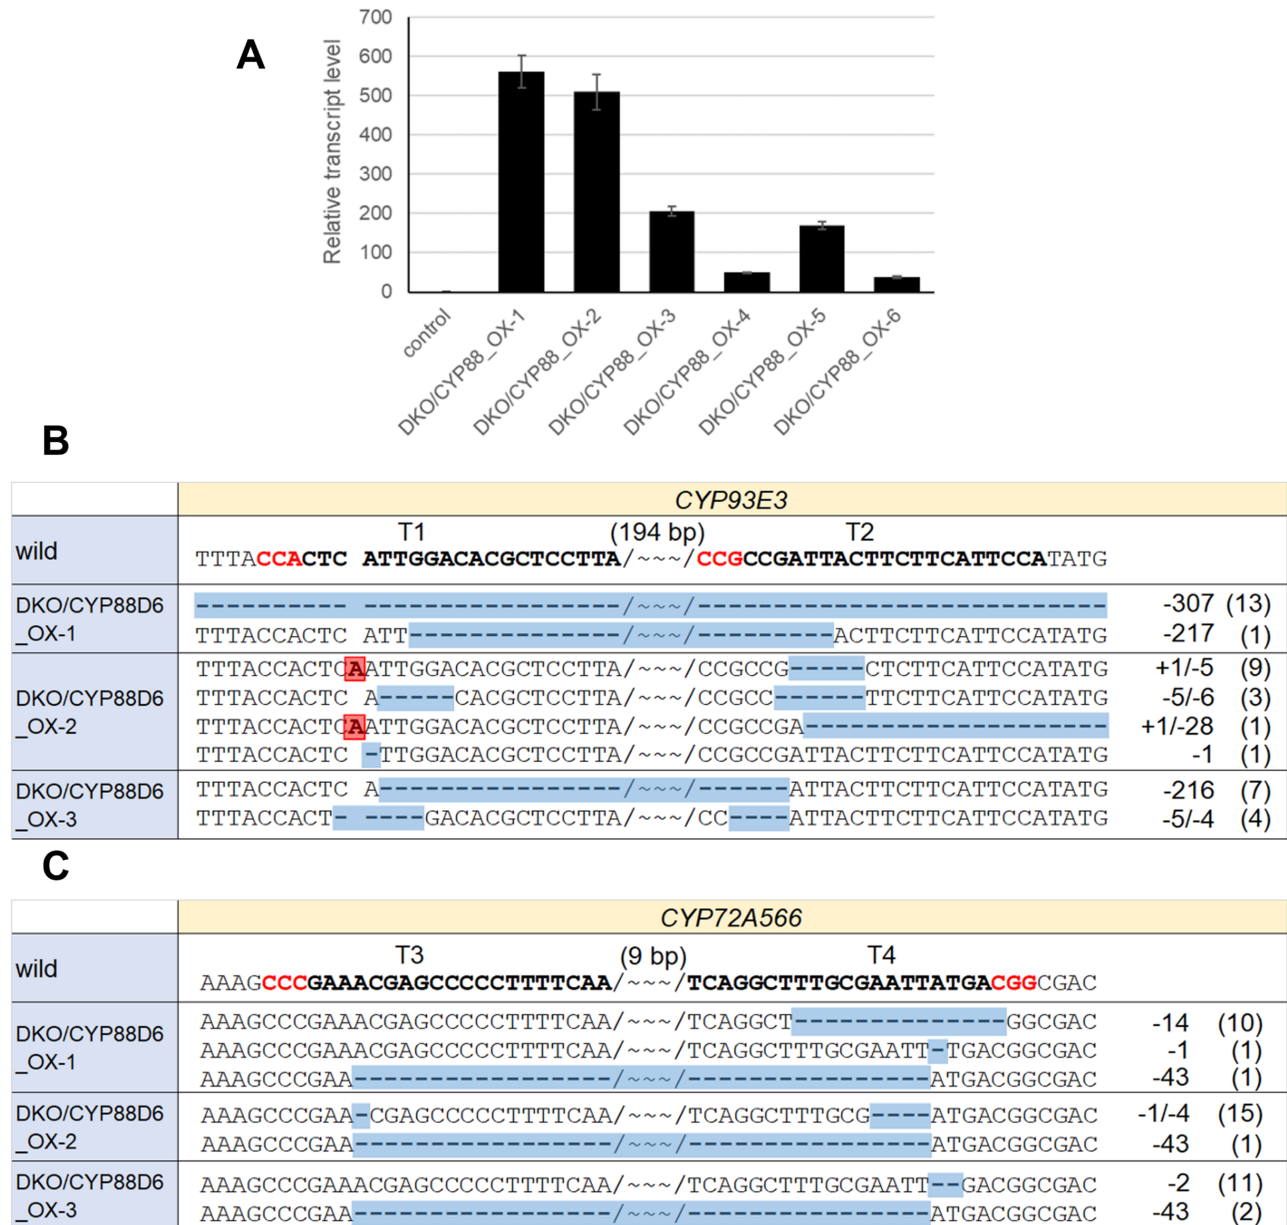 A
Relative transcript level
700
600
500
400
300
200
100
0
control
DKO/CYP88_OX-1
DKO/CYP88_OX-2
DKO/CYP88_OX-3
DKO/CYP88_OX-4
DKO/CYP88_OX-5
DKO/CYP88_OX-6
B
CYP93E3
T1 (194 bp) T2
wild
TTTACCACTC ATTGGACACGCTCCTTA/~~~/CCGCCGATTACTTCTTCATTCCATATG
DKO/CYP88D6
_OX-1
---------- -----------------/~~~/--------------------------- -307 (13)
TTTACCACTC ATT--------------/~~~/---------ACTTCTTCATTCCATATG -217 (1)
DKO/CYP88D6
_OX-2
TTTACCACTCAATTGGACACGCTCCTTA/~~~/CCGCCG-----CTCTTCATTCCATATG +1/-5 (9)
TTTACCACTC A-----CACGCTCCTTA/~~~/CCGCC------TTCTTCATTCCATATG -5/-6 (3)
TTTACCACTCAATTGGACACGCTCCTTA/~~~/CCGCCGA-------------------- +1/-28 (1)
TTTACCACTC -TTGGACACGCTCCTTA/~~~/CCGCCGATTACTTCTTCATTCCATATG -1 (1)
DKO/CYP88D6
_OX-3
TTTACCACTC A----------------/~~~/------ATTACTTCTTCATTCCATATG -216 (7)
TTTACCACT- ----GACACGCTCCTTA/~~~/CC----ATTACTTCTTCATTCCATATG -5/-4 (4)
C
CYP72A566
T3 (9 bp) T4
wild
AAAGCCCGAAACGAGCCCCCTTTTCAA/~~~/TCAGGCTTTGCGAATTATGACGGCGAC
DKO/CYP88D6
_OX-1
AAAGCCCGAAACGAGCCCCCTTTTCAA/~~~/TCAGGCT--------------GGCGAC -14 (10)
AAAGCCCGAAACGAGCCCCCTTTTCAA/~~~/TCAGGCTTTGCGAATT-TGACGGCGAC -1 (1)
AAAGCCCGAA-----------------/~~~/----------------ATGACGGCGAC -43 (1)
DKO/CYP88D6
_OX-2
AAAGCCCGAA-CGAGCCCCCTTTTCAA/~~~/TCAGGCTTTGCG----ATGACGGCGAC -1/-4 (15)
AAAGCCCGAA-----------------/~~~/----------------ATGACGGCGAC -43 (1)
DKO/CYP88D6
_OX-3
AAAGCCCGAAACGAGCCCCCTTTTCAA/~~~/TCAGGCTTTGCGAATT--GACGGCGAC -2 (11)
AAAGCCCGAA-----------------/~~~/----------------ATGACGGCGAC -43 (2)